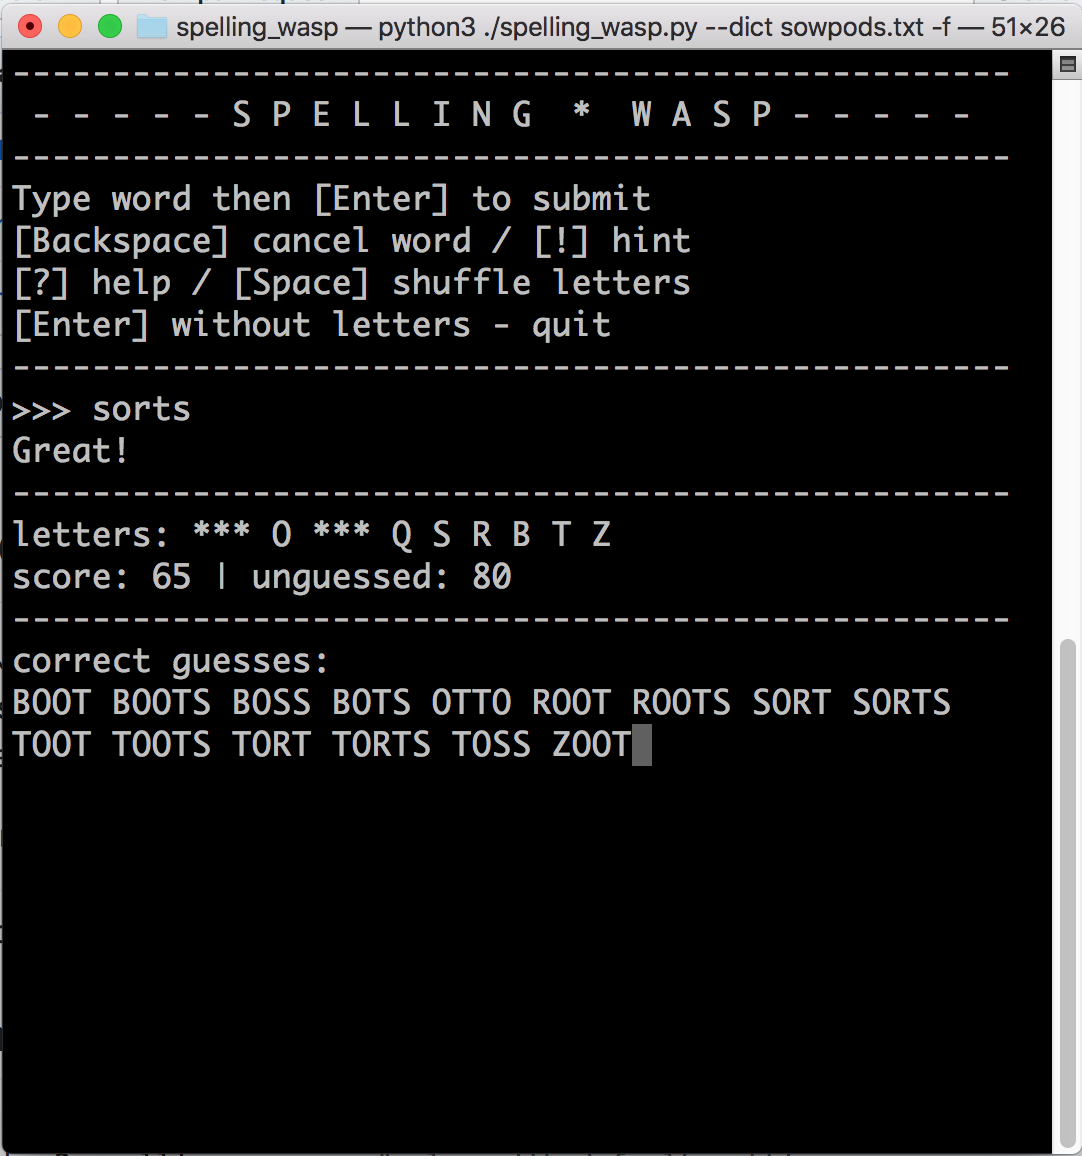 spelling_wasp — python3 ./spelling_wasp.py --dict sowpods.txt -f — 51×26
--------------------------------------------------
- - - - - S P E L L I N G * W A S P - - - - -
--------------------------------------------------
Type word then [Enter] to submit
[Backspace] cancel word / [!] hint
[?] help / [Space] shuffle letters
[Enter] without letters - quit
--------------------------------------------------
>>> sorts
Great!
--------------------------------------------------
letters: *** O *** Q S R B T Z
score: 65 | unguessed: 80
--------------------------------------------------
correct guesses:
BOOT BOOTS BOSS BOTS OTTO ROOT ROOTS SORT SORTS
TOOT TOOTS TORT TORTS TOSS ZOOT